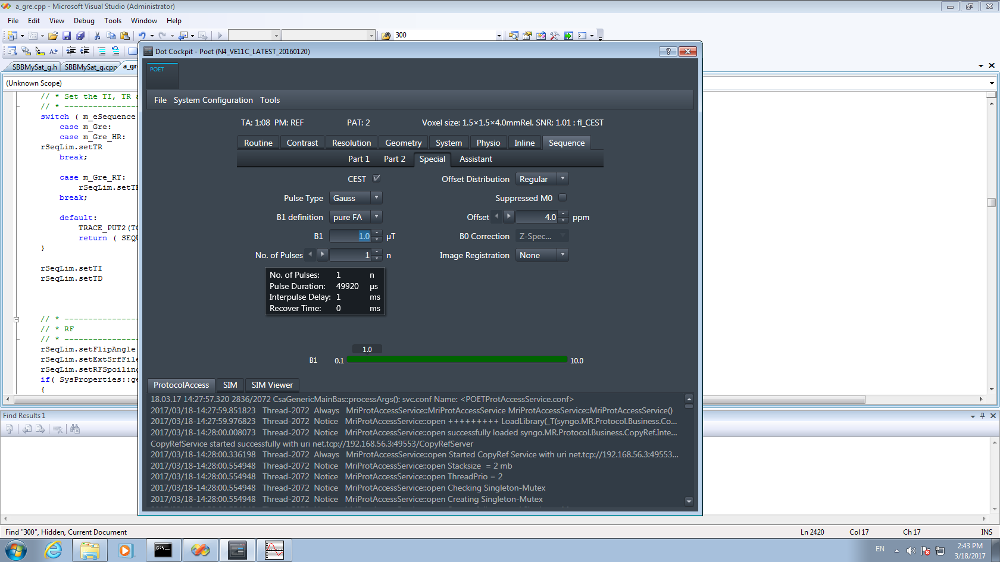 a_gre.cpp - Microsoft Visual Studio (Administrator)
File Edit View Debug Tools Window Help
300
SBBMySat_g.h SBBMySat_g.cpp a_gr
(Unknown Scope)
// * Set the TI, TR a
// * -----------------
switch ( m_eSequence
case m_Gre:
case m_Gre_HR:
rSeqLim.setTR
break;
case m_Gre_RT:
rSeqLim.setT
break;
default:
TRACE_PUT2(TC
return ( SEQU
}
rSeqLim.setTI
rSeqLim.setTD
// * -----------------
// * RF
// * -----------------
rSeqLim.setFlipAngle
rSeqLim.setExtSrfFile
rSeqLim.setRFSpoiling
if( SysProperties::ge
{
Dot Cockpit - Poet (N4_VE11C_LATEST_20160120)
POET
File System Configuration Tools
TA: 1:08 PM: REF PAT: 2 Voxel size: 1.5×1.5×4.0mmRel. SNR: 1.01 : fl_CEST
Routine Contrast Resolution Geometry System Physio Inline Sequence
Part 1 Part 2 Special Assistant
CEST Offset Distribution Regular
Pulse Type Gauss Suppressed M0
B1 definition pure FA Offset 4.0 ppm
B1 1.0 µT B0 Correction Z-Spec...
No. of Pulses 1 n Image Registration None
No. of Pulses: 1 n
Pulse Duration: 49920 µs
Interpulse Delay: 1 ms
Recover Time: 0 ms
1.0
B1 0.1 10.0
ProtocolAccess SIM SIM Viewer
18.03.17 14:27:57.320 2836/2072 CsaGenericMainBas::processArgs(): svc.conf Name: <POETProtAccessService.conf>
2017/03/18-14:27:59.851823 Thread-2072 Always MriProtAccessService::MriProtAccessService MriProtAccessService::MriProtAccessService()
2017/03/18-14:27:59.976823 Thread-2072 Notice MriProtAccessService::open +++++++++ LoadLibrary(_T(syngo.MR.Protocol.Business.Co...
2017/03/18-14:28:00.008073 Thread-2072 Notice MriProtAccessService::open successfully loaded syngo.MR.Protocol.Business.CopyRef.Inte...
CopyRefService started successfully with uri net.tcp://192.168.56.3:49553/CopyRefServer
2017/03/18-14:28:00.336198 Thread-2072 Always MriProtAccessService::open Started CopyRef Service with uri net.tcp://192.168.56.3:49553...
2017/03/18-14:28:00.554948 Thread-2072 Notice MriProtAccessService::open Stacksize = 2 mb
2017/03/18-14:28:00.554948 Thread-2072 Notice MriProtAccessService::open ThreadPrio = 2
2017/03/18-14:28:00.554948 Thread-2072 Notice MriProtAccessService::open Checking Singleton-Mutex
2017/03/18-14:28:00.554948 Thread-2072 Notice MriProtAccessService::open Creating Singleton-Mutex
Find Results 1
Find "300", Hidden, Current Document Ln 2420 Col 17 Ch 17 INS
EN 2:43 PM
3/18/2017